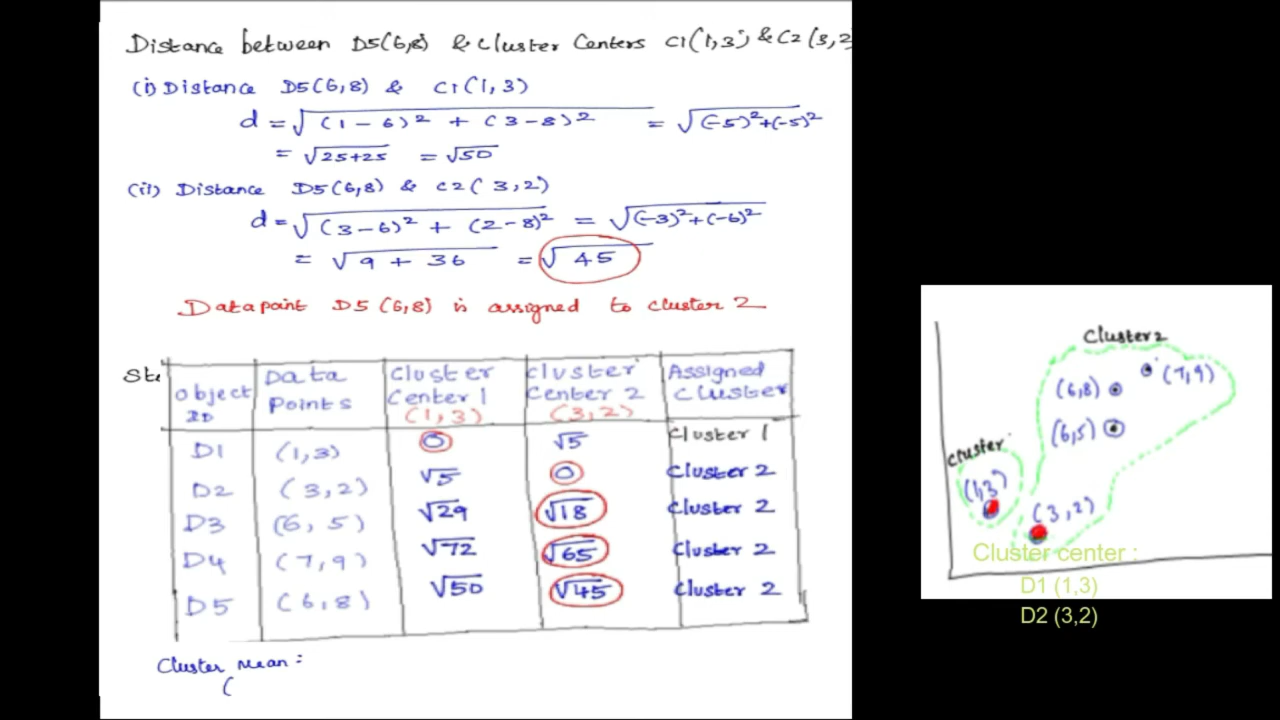 Distance between D5(6,8) & Cluster Centers C1(1,3) & C2(3,2
(i) Distance D5(6,8) & C1(1,3)
d = √(1-6)² + (3-8)² = √(-5)²+(-5)²
= √25+25 = √50
(ii) Distance D5(6,8) & C2(3,2)
d = √(3-6)² + (2-8)² = √(-3)²+(-6)²
= √9 + 36 = √45
Data point D5(6,8) is assigned to cluster 2
Ste
Object ID Data Points Cluster Center 1 (1,3) Cluster Center 2 (3,2) Assigned Cluster
D1 (1,3) 0 √5 Cluster 1
D2 (3,2) √5 0 Cluster 2
D3 (6,5) √29 √18 Cluster 2
D4 (7,9) √72 √65 Cluster 2
D5 (6,8) √50 √45 Cluster 2
Cluster mean :
(
Cluster 2
(6,8) (7,9)
(6,5)
cluster
(1,3)
(3,2)
Cluster center :
D1 (1,3)
D2 (3,2)